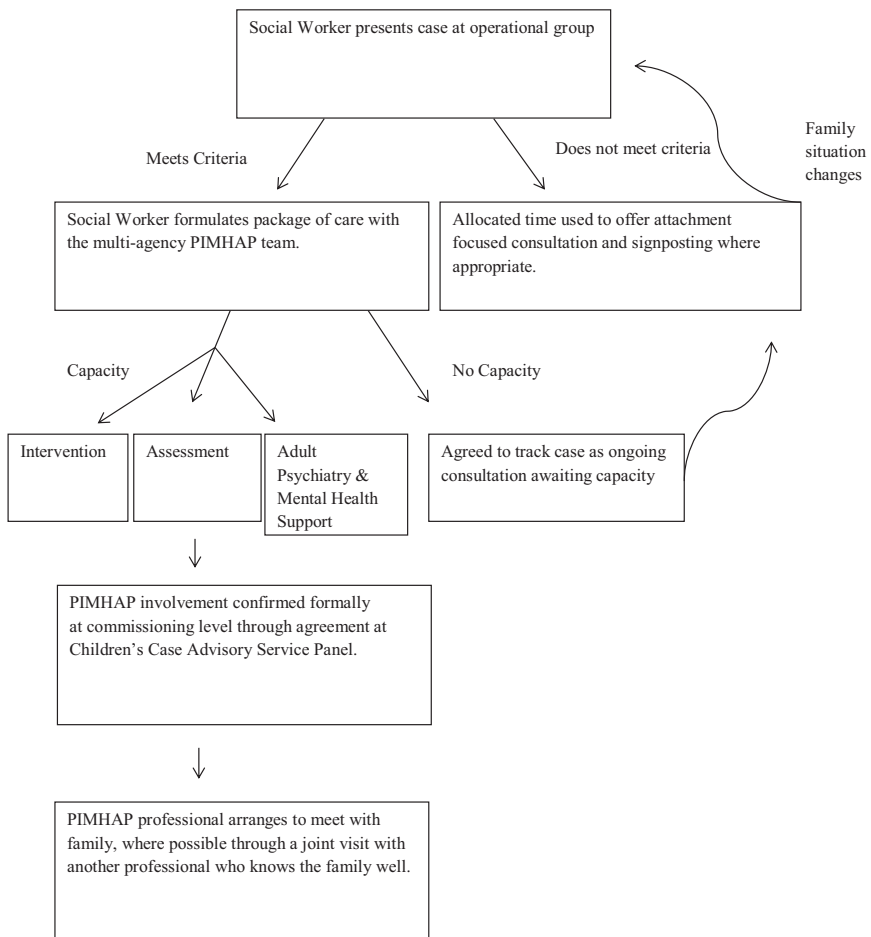 Social Worker presents case at operational group
Meets Criteria
Does not meet criteria
Family
situation
changes
Social Worker formulates package of care with
the multi-agency PIMHAP team.
Allocated time used to offer attachment
focused consultation and signposting where
appropriate.
Capacity
No Capacity
Intervention
Assessment
Adult
Psychiatry &
Mental Health
Support
Agreed to track case as ongoing
consultation awaiting capacity
PIMHAP involvement confirmed formally
at commissioning level through agreement at
Children’s Case Advisory Service Panel.
PIMHAP professional arranges to meet with
family, where possible through a joint visit with
another professional who knows the family well.